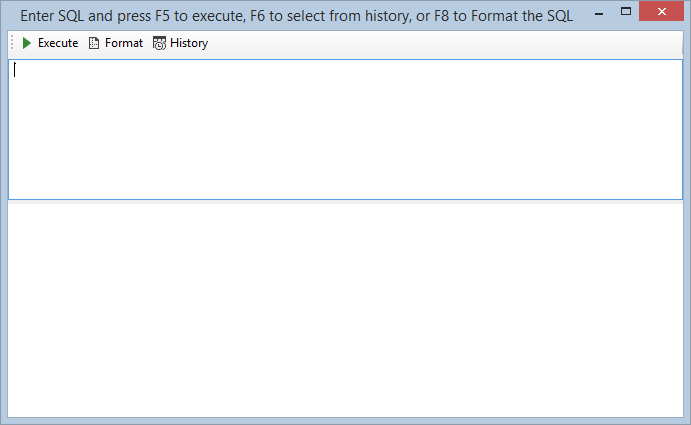 Enter SQL and press F5 to execute, F6 to select from history, or F8 to Format the SQL
Execute Format History